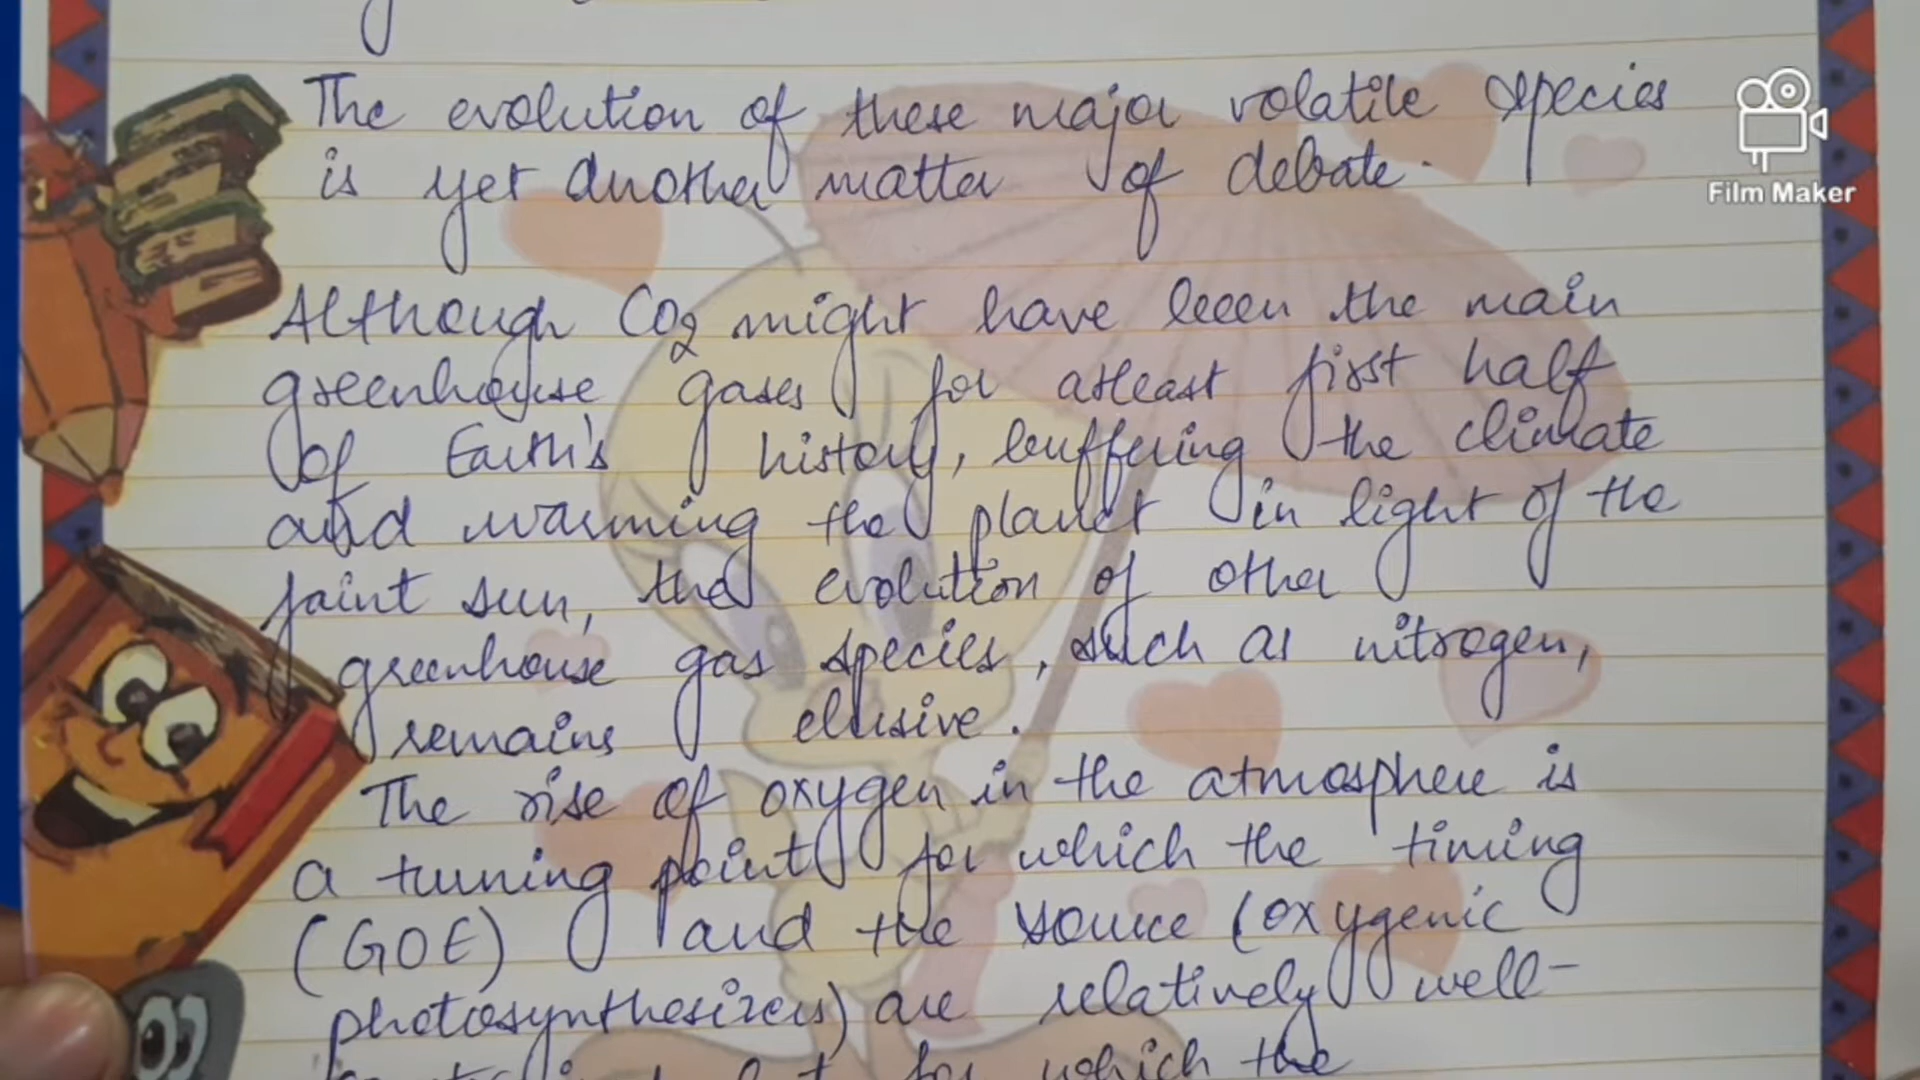 The evolution of these major volatile species
is yet another matter of debate.
Although CO2 might have been the main
greenhouse gases for atleast first half
of Earth's history, buffering the climate
and warming the planet in light of the
faint sun, the evolution of other
greenhouse gas species, such as nitrogen,
remains elusive.
The rise of oxygen in the atmosphere is
a turning point for which the timing
(GOE) and the source (oxygenic
photosynthesizers) are relatively well-
for which the
Film Maker